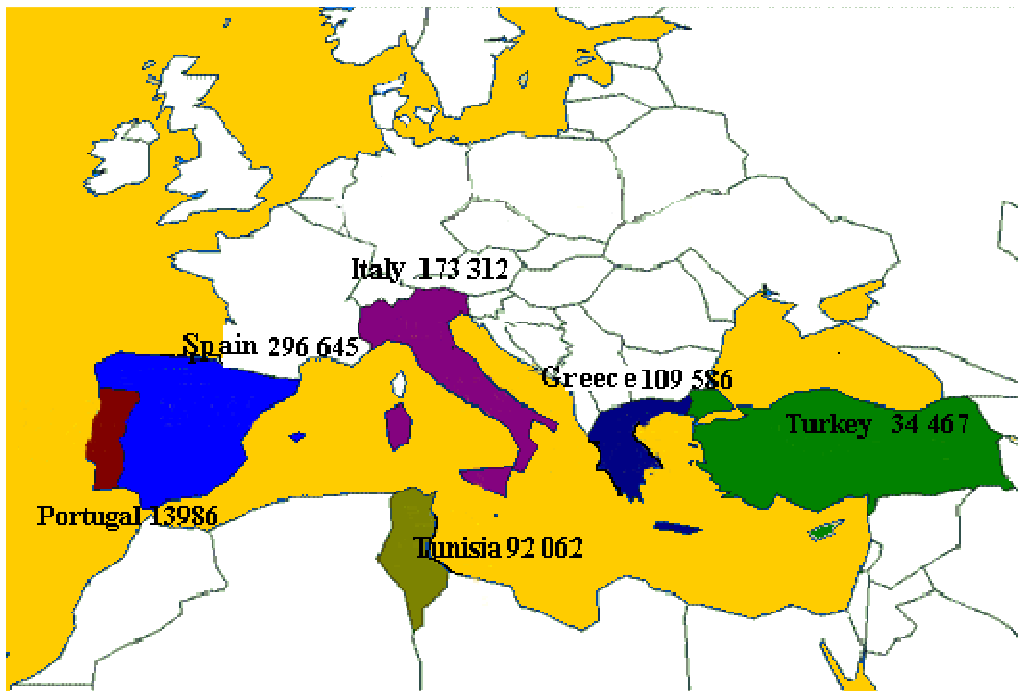 Italy 173 312
Spain 296 645
Greece 109 586
Turkey 34 467
Portugal 13986
Tunisia 92 062